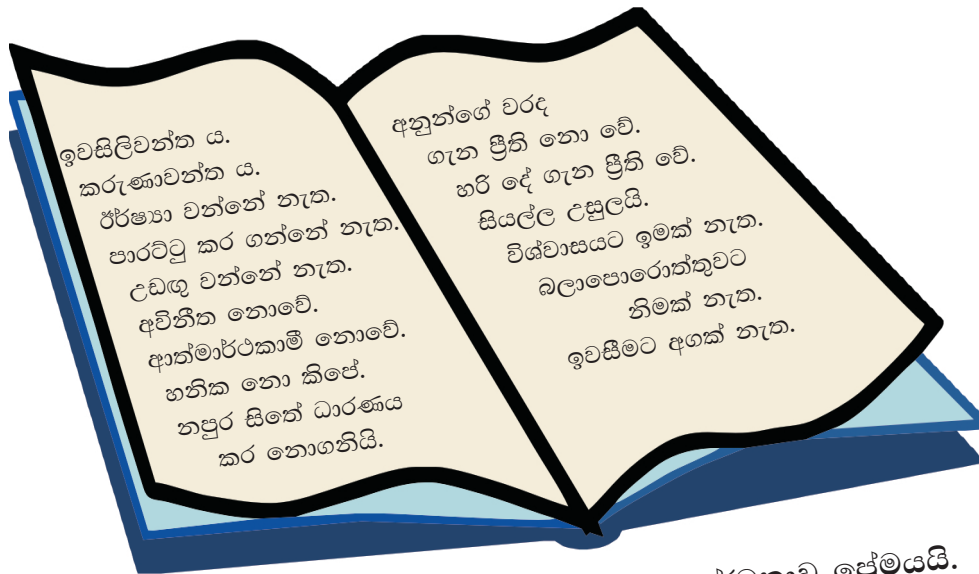 ඉවසිලිවන්ත ය.
කරුණාවන්ත ය.
ඊර්ෂ්‍යා වන්නේ නැත.
පාරට්ටු කර ගන්නේ නැත.
උඩඟු වන්නේ නැත.
අවිනීත නොවේ.
ආත්මාර්ථකාමී නොවේ.
හනික නො කිපේ.
නපුර සිතේ ධාරණය
කර නොගනියි.
අනුන්ගේ වරද
ගැන ප්‍රීති නො වේ.
හරි දේ ගැන ප්‍රීති වේ.
සියල්ල උසුලයි.
විශ්වාසයට ඉමක් නැත.
බලාපොරොත්තුවට
නිමක් නැත.
ඉවසීමට අගක් නැත.
ප්‍රේමයයි.